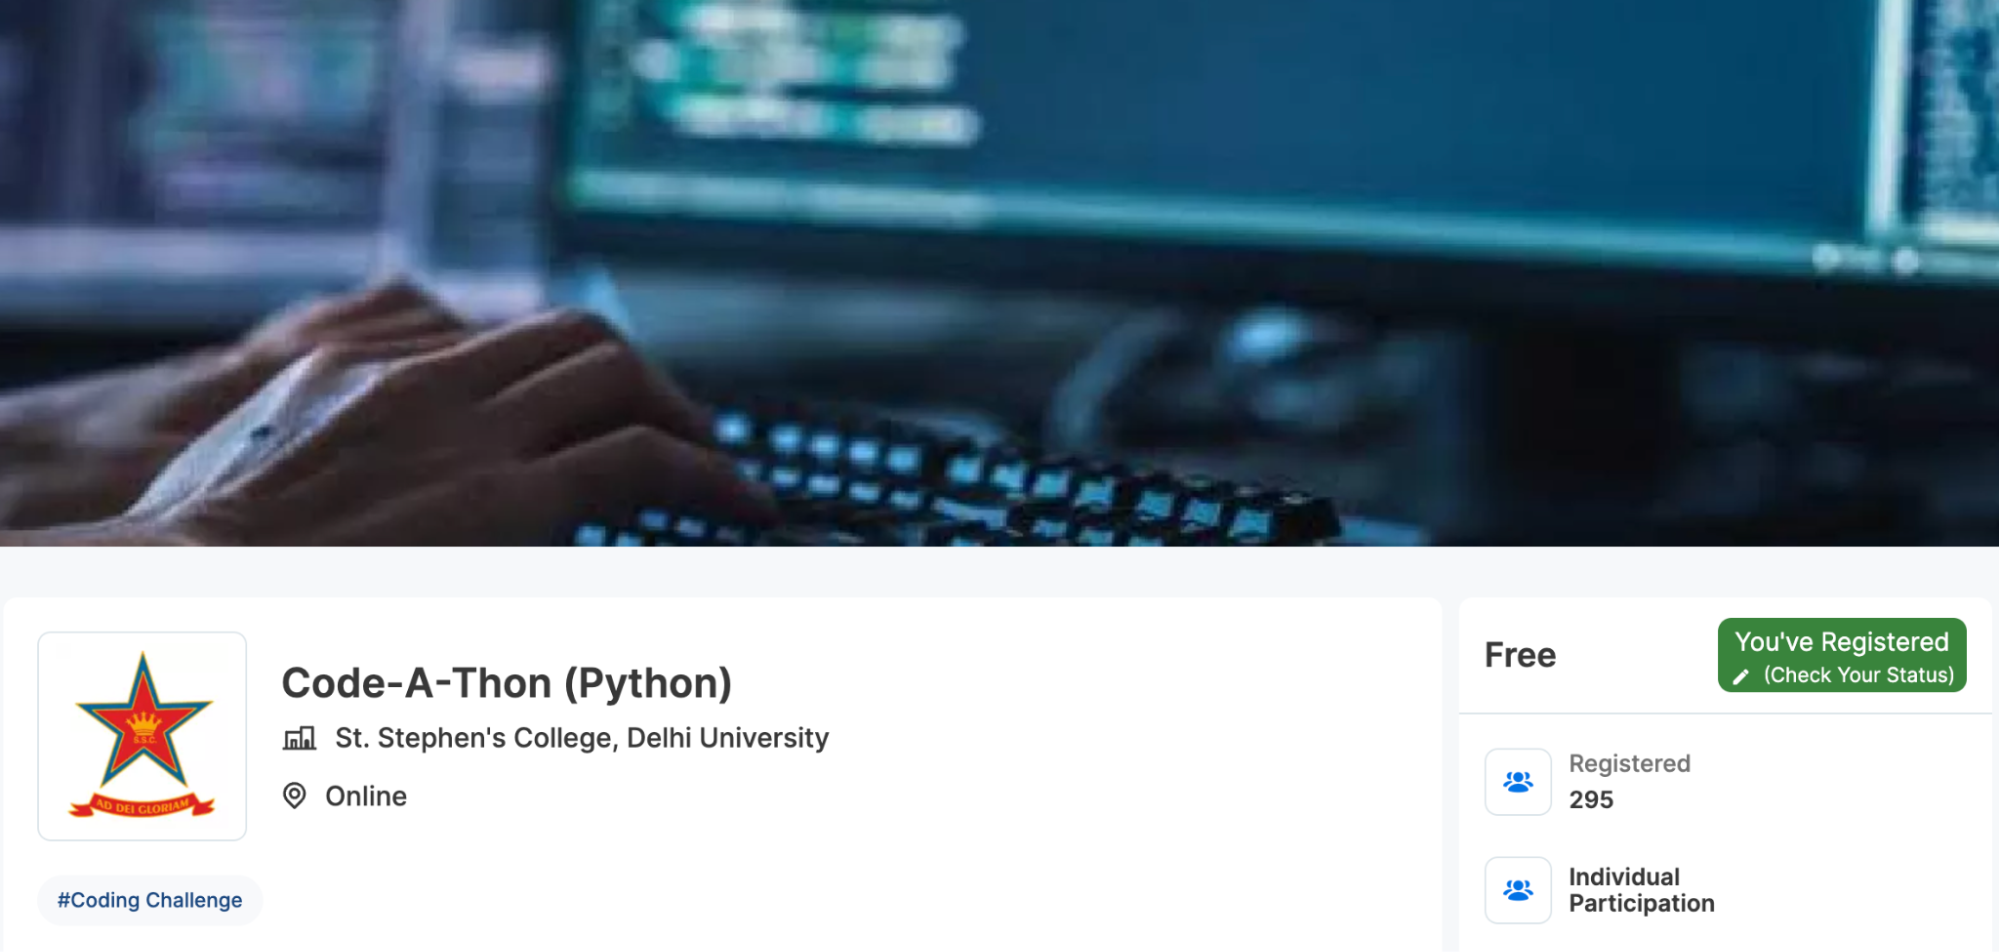 Code-A-Thon (Python)
St. Stephen's College, Delhi University
Online
S.S.C.
AD DEI GLORIAM
#Coding Challenge
Free
You've Registered
(Check Your Status)
Registered
295
Individual
Participation